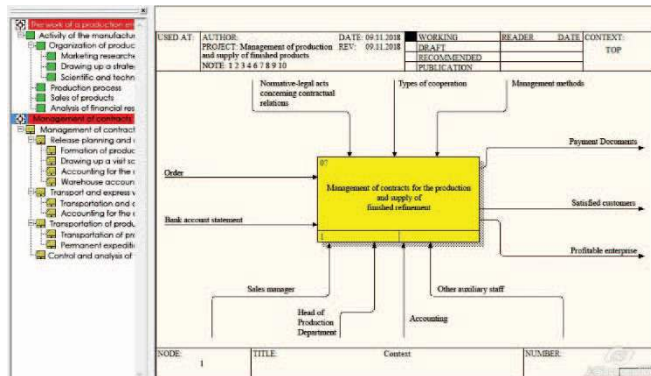 The work of a production en
Activity of the manufactur
Organization of produc
Marketing researche
Drawing up a strate
Scientific and techn
Production process
Sales of products
Analysis of financial res
Management of contracts
Management of contract
Release planning and
Formation of produc
Drawing up a visit sc
Accounting for the
Warehouse accoun
Transport and express
Transportation and
Accounting for the
Transportation of produ
Transportation of pro
Permanent expediti
Control and analysis of
USED AT:
AUTHOR:
DATE: 09.11.2018
PROJECT: Management of production
and supply of finished products
REV: 09.11.2018
NOTE: 1 2 3 4 5 6 7 8 9 10
WORKING
DRAFT
RECOMMENDED
PUBLICATION
READER
DATE
CONTEXT:
TOP
Normative-legal acts
concerning contractual
relations
Types of cooperation
Management methods
Order
Bank account statement
07
Management of contracts for the production
and supply of
finished refinement
1
Payment Documents
Satisfied customers
Profitable enterprise
Sales manager
Head of
Production
Department
Accounting
Other auxiliary staff
NODE:
1
TITLE:
Context
NUMBER: